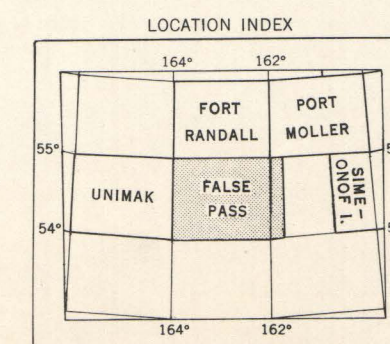 LOCATION INDEX
164° 162°
FORT
RANDALL
PORT
MOLLER
55°
UNIMAK
FALSE
PASS
SIME-
ONOF I.
54°
164° 162°